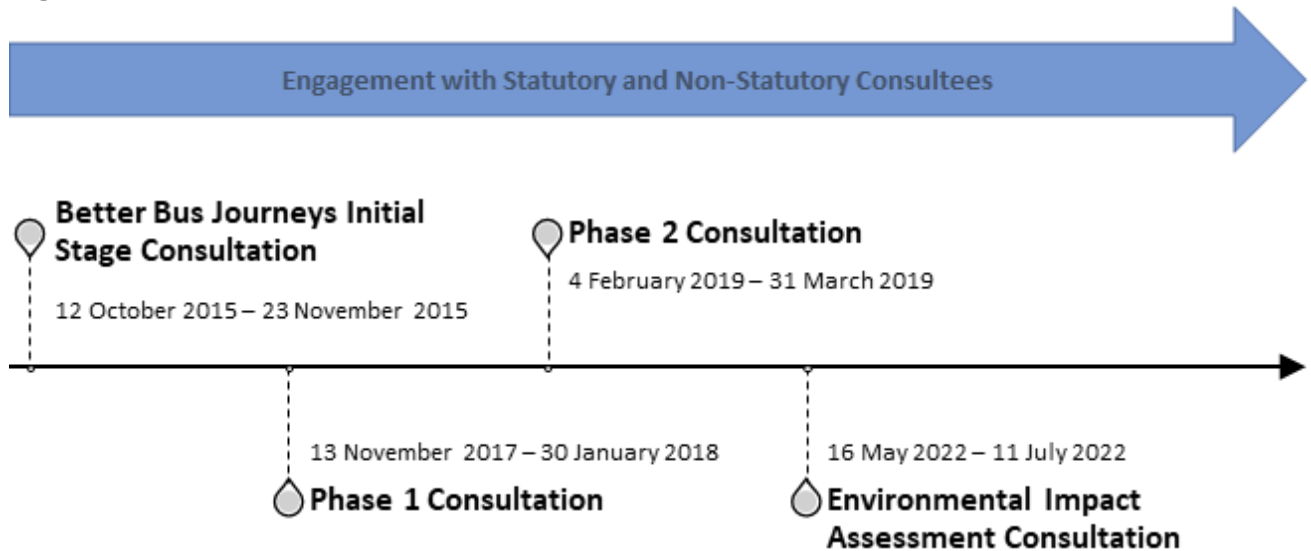 Engagement with Statutory and Non-Statutory Consultees
Better Bus Journeys Initial
Stage Consultation
12 October 2015 – 23 November 2015
Phase 2 Consultation
4 February 2019 – 31 March 2019
13 November 2017 – 30 January 2018
Phase 1 Consultation
16 May 2022 – 11 July 2022
Environmental Impact
Assessment Consultation